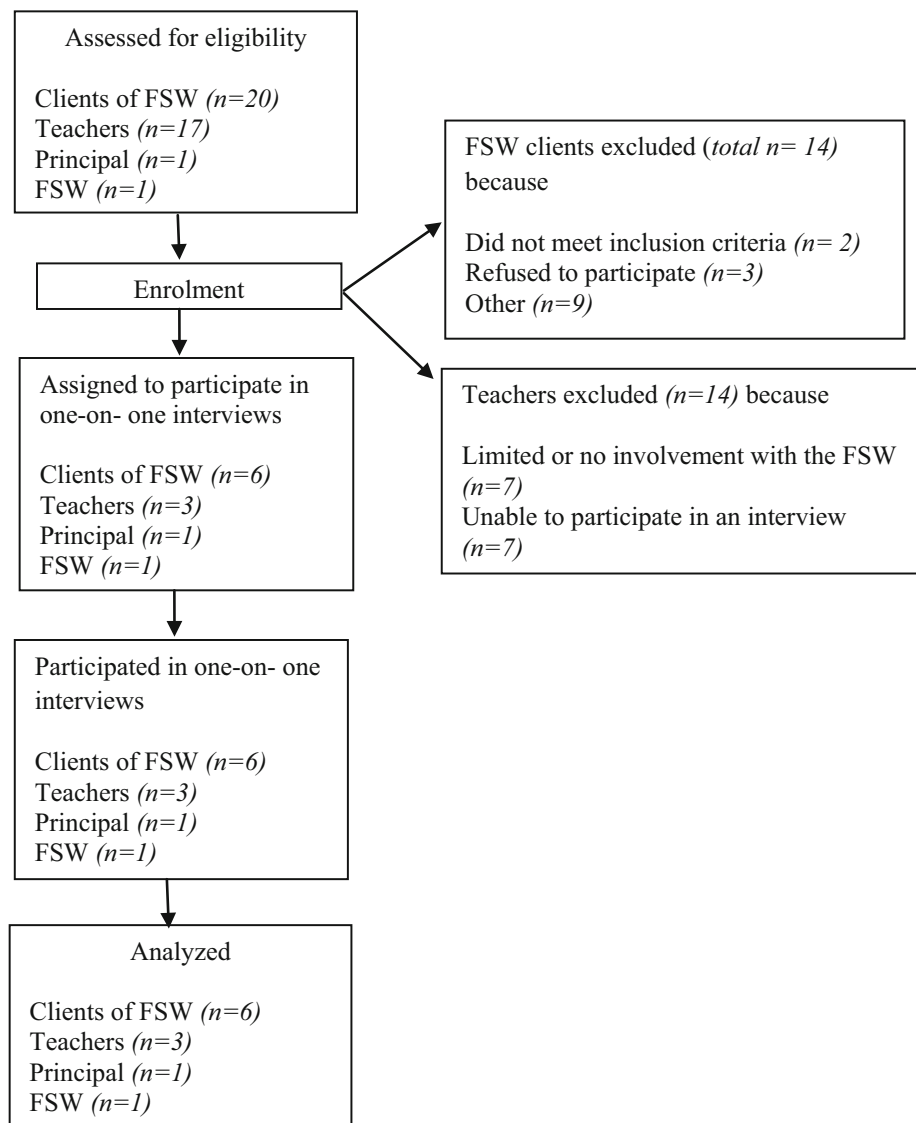 Assessed for eligibility
Clients of FSW (n=20)
Teachers (n=17)
Principal (n=1)
FSW (n=1)
FSW clients excluded (total n= 14)
because
Did not meet inclusion criteria (n= 2)
Refused to participate (n=3)
Other (n=9)
Enrolment
Teachers excluded (n=14) because
Limited or no involvement with the FSW
(n=7)
Unable to participate in an interview
(n=7)
Assigned to participate in
one-on- one interviews
Clients of FSW (n=6)
Teachers (n=3)
Principal (n=1)
FSW (n=1)
Participated in one-on- one
interviews
Clients of FSW (n=6)
Teachers (n=3)
Principal (n=1)
FSW (n=1)
Analyzed
Clients of FSW (n=6)
Teachers (n=3)
Principal (n=1)
FSW (n=1)